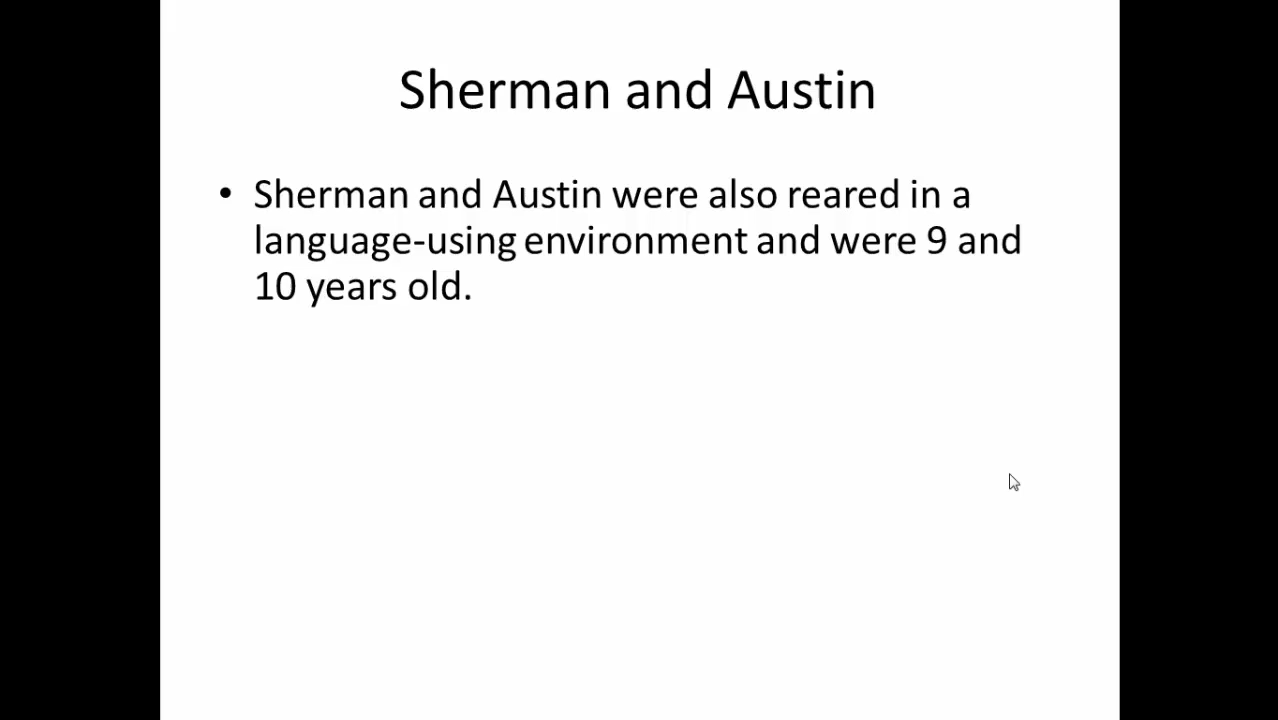 Sherman and Austin
• Sherman and Austin were also reared in a
language-using environment and were 9 and
10 years old.